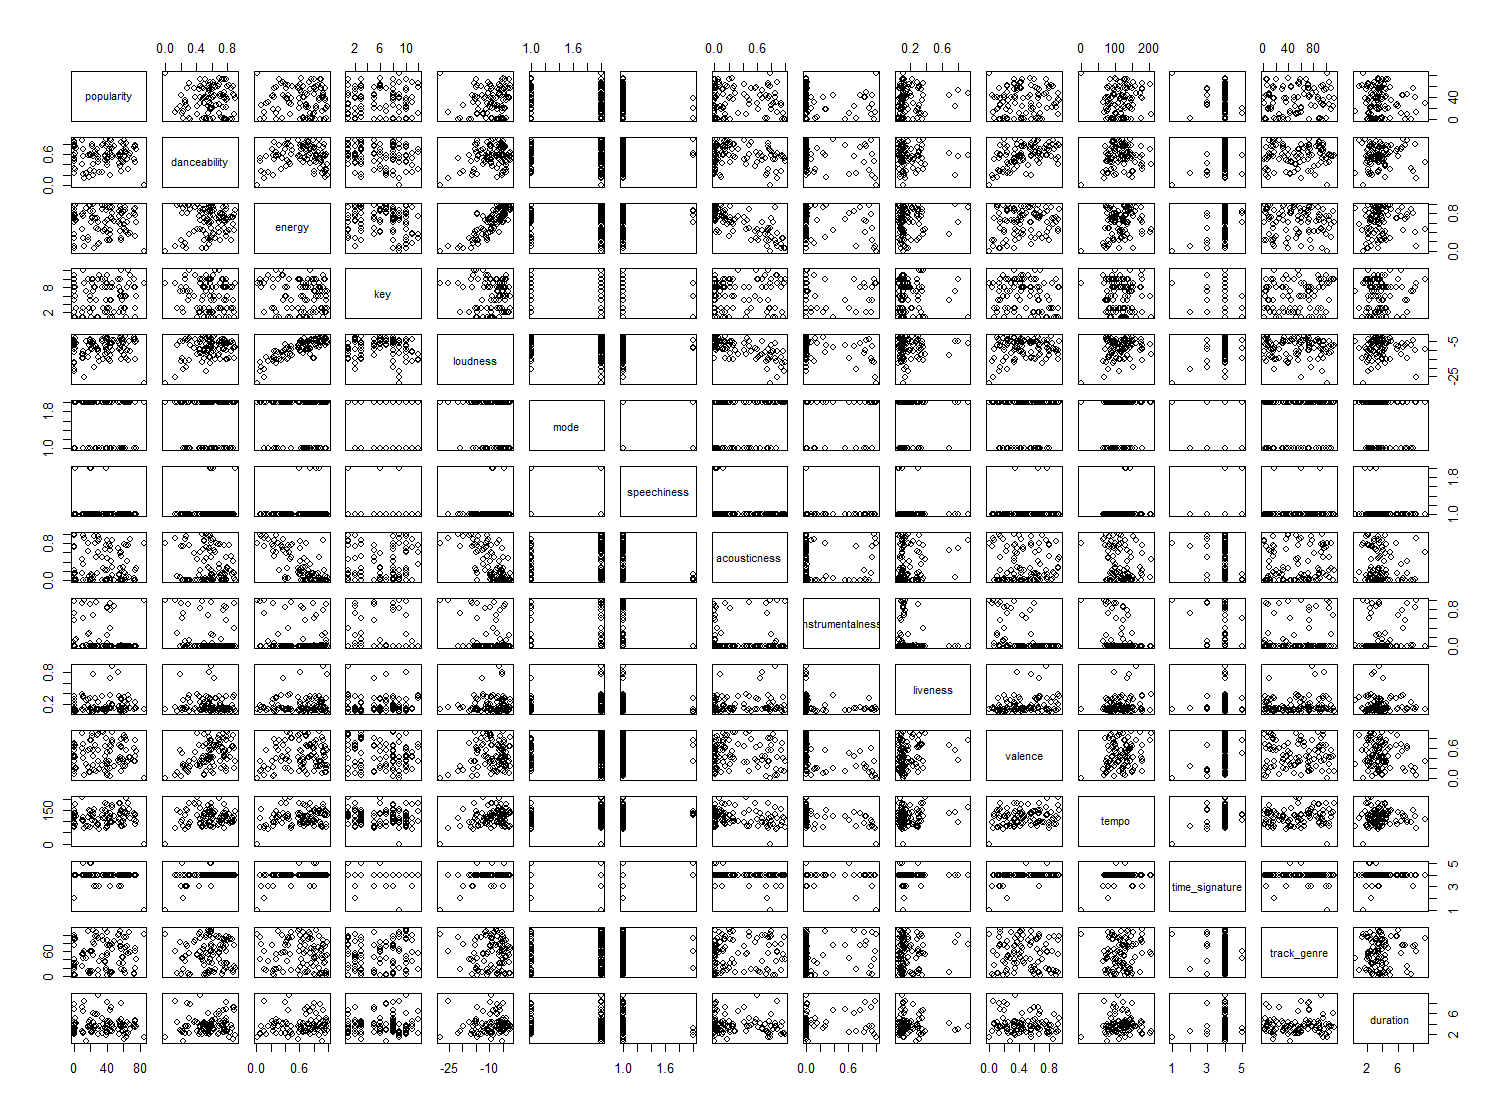 0.0 0.4 0.8 2 6 10 1.0 1.6 0.0 0.6 0.2 0.6 0 100 200 0 40 80
popularity 0 40
0.0 0.6 danceability
energy 0.0 0.8
2 8 key
loudness -25 -5
1.0 1.8 mode
speechiness 1.0 1.8
0.0 0.8 acousticness
nstrumentalness 0.0 0.8
0.2 0.8 liveness
valence 0.0 0.6
0 150 tempo
time_signature 1 3 5
0 60 track_genre
duration 2 6
0 40 80 0.0 0.6 -25 -10 1.0 1.6 0.0 0.6 0.0 0.4 0.8 1 3 5 2 6